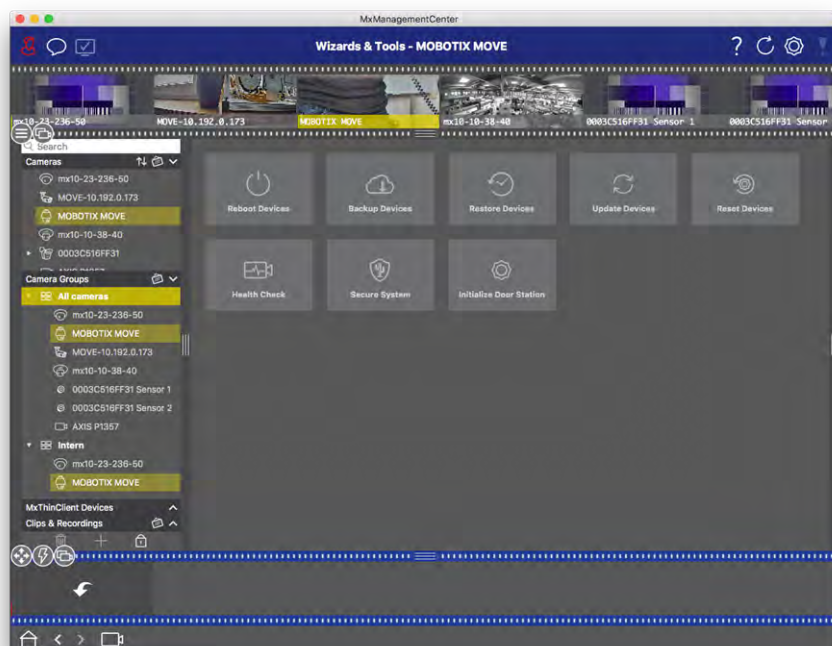 MxManagementCenter
Wizards & Tools - MOBOTIX MOVE
mx10-23-236-50
MOVE-10.192.0.173
MOBOTIX MOVE
mx10-10-38-40
0003C516FF31 Sensor 1
0003C516FF31 Sensor
Search
Cameras
mx10-23-236-50
MOVE-10.192.0.173
MOBOTIX MOVE
mx10-10-38-40
0003C516FF31
AXIS P1357
Camera Groups
All cameras
mx10-23-236-50
MOBOTIX MOVE
MOVE-10.192.0.173
mx10-10-38-40
0003C516FF31 Sensor 1
0003C516FF31 Sensor 2
AXIS P1357
Intern
mx10-23-236-50
MOBOTIX MOVE
MxThinClient Devices
Clips & Recordings
Reboot Devices
Backup Devices
Restore Devices
Update Devices
Reset Devices
Health Check
Secure System
Initialize Door Station